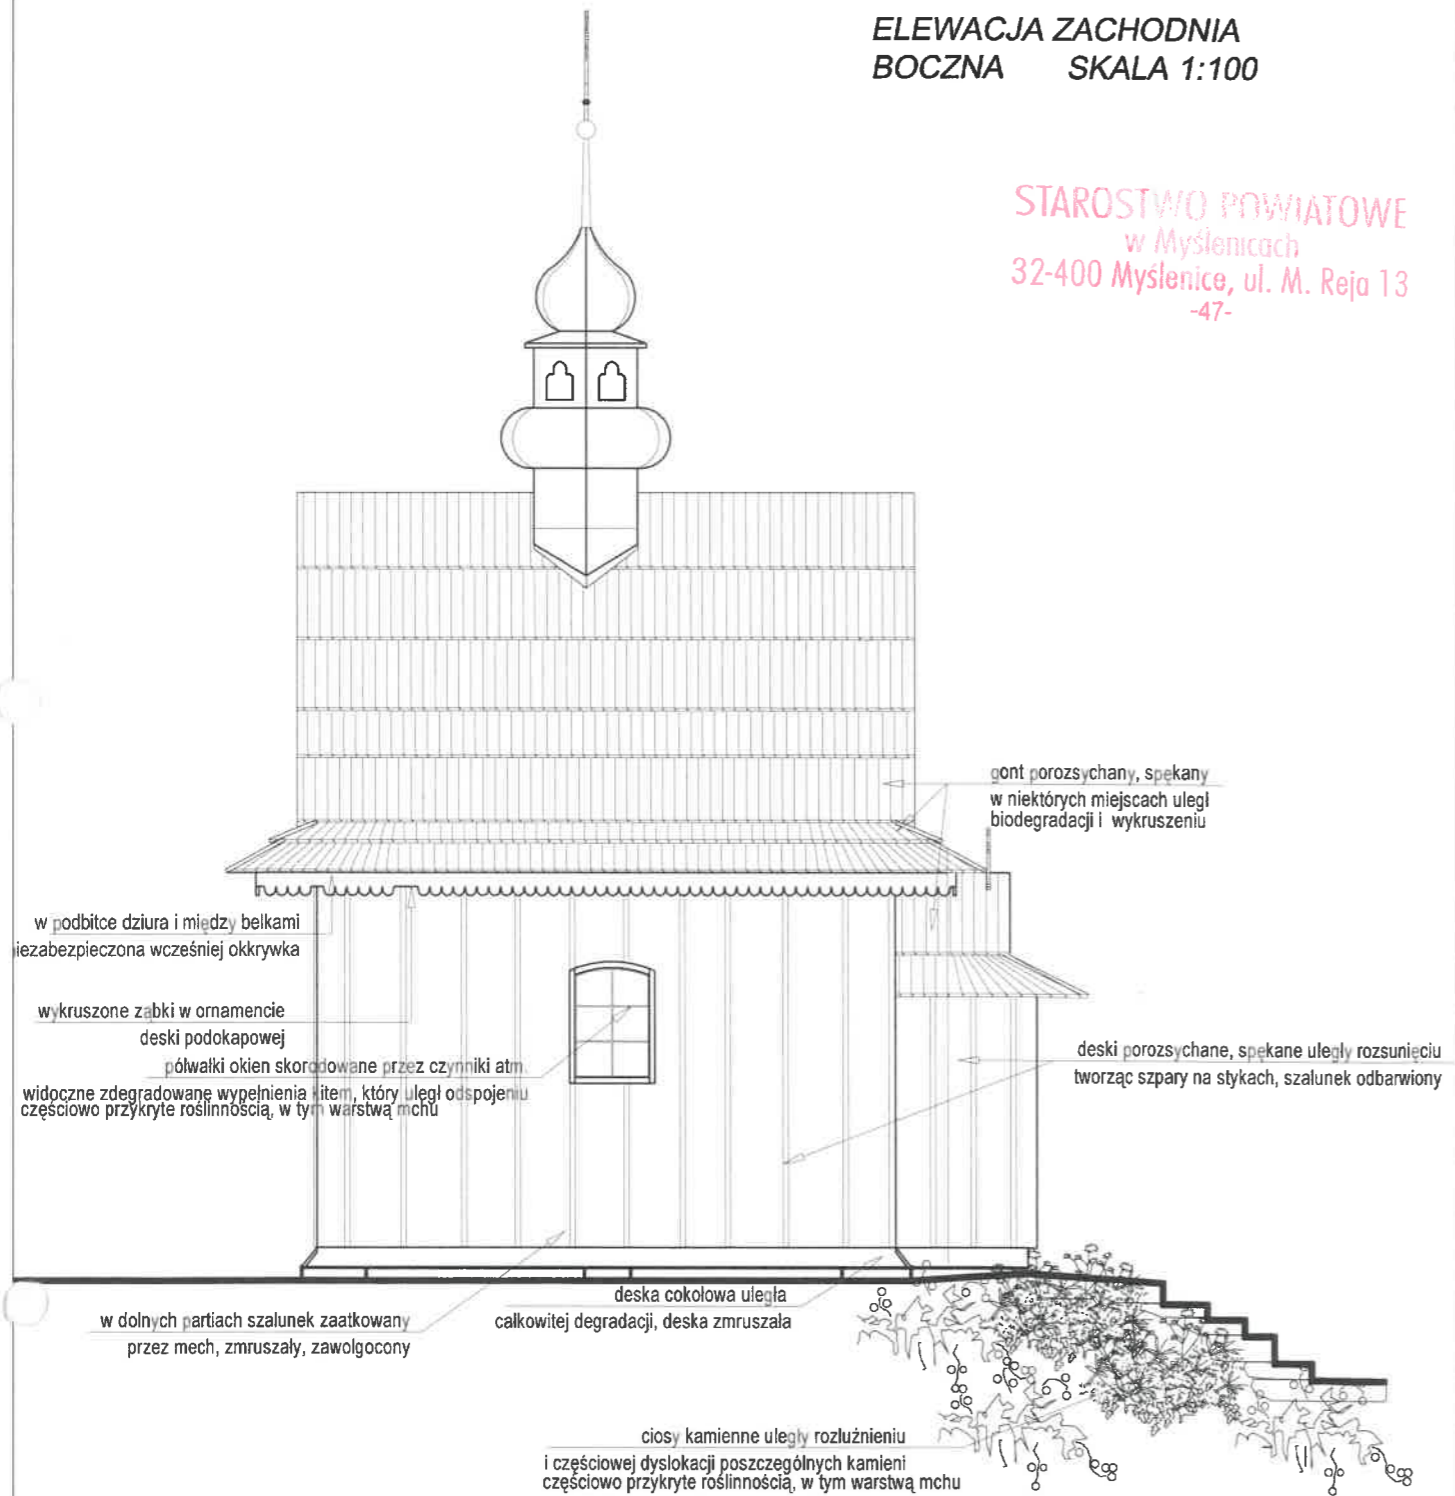 ELEWACJA ZACHODNIA
BOCZNA SKALA 1:100
STAROSTWO POWIATOWE
w Myślenicach
32-400 Myślenice, ul. M. Reja 13
-47-
gont porozsychany, spękany
w niektórych miejscach uległ
biodegradacji i wykruszeniu
w podbitce dziura i między belkami
iezabezpieczona wcześniej okkrywka
wykruszone ząbki w ornamencie
deski podokapowej
półwałki okien skorodowane przez czynniki atm.
widoczne zdegradowane wypełnienia kitem, który uległ odspojeniu
częściowo przykryte roślinnością, w tym warstwą mchu
deski porozsychane, spękane uległy rozsunięciu
tworząc szpary na stykach, szalunek odbarwiony
deska cokołowa uległa
całkowitej degradacji, deska zmruszała
w dolnych partiach szalunek zaatkowany
przez mech, zmruszały, zawolgocony
ciosy kamienne uległy rozluźnieniu
i częściowej dyslokacji poszczególnych kamieni
częściowo przykryte roślinnością, w tym warstwą mchu